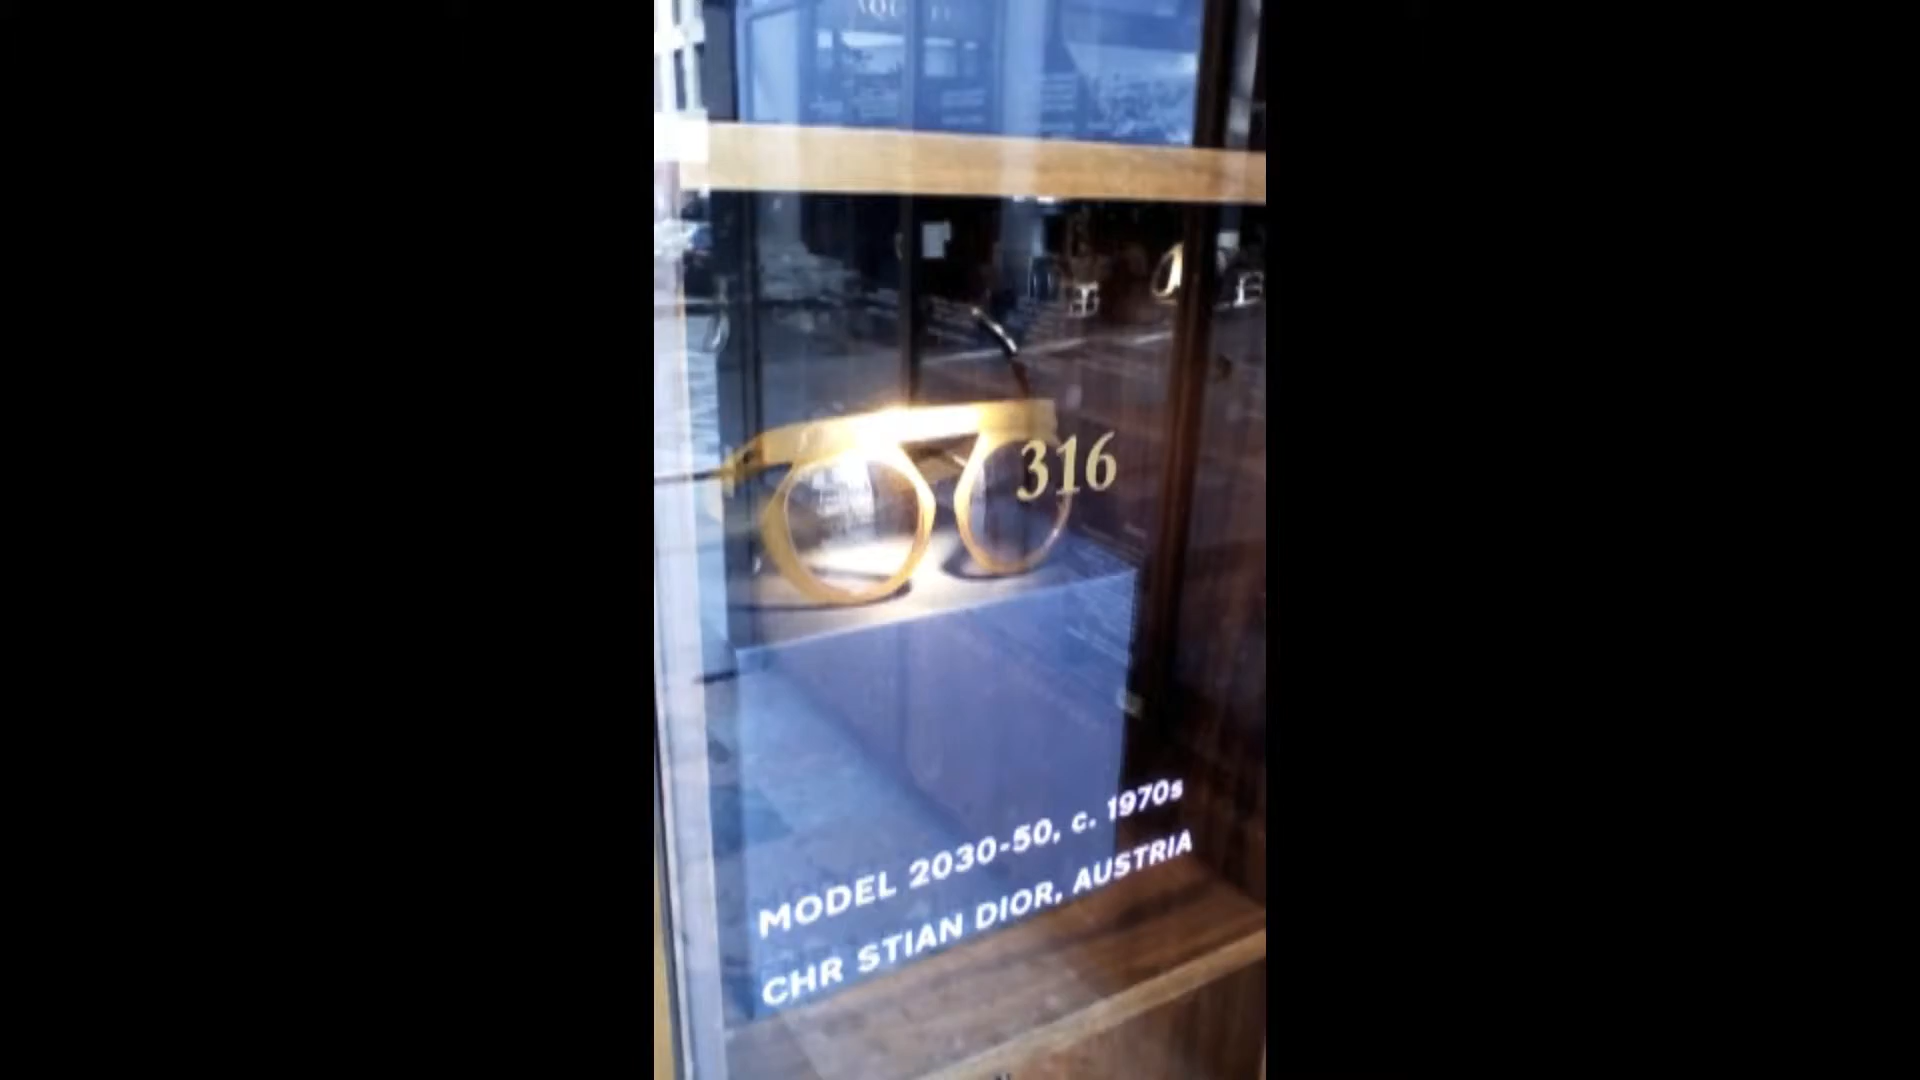 316
MODEL 2030-50, c. 1970s
CHR STIAN DIOR, AUSTRIA